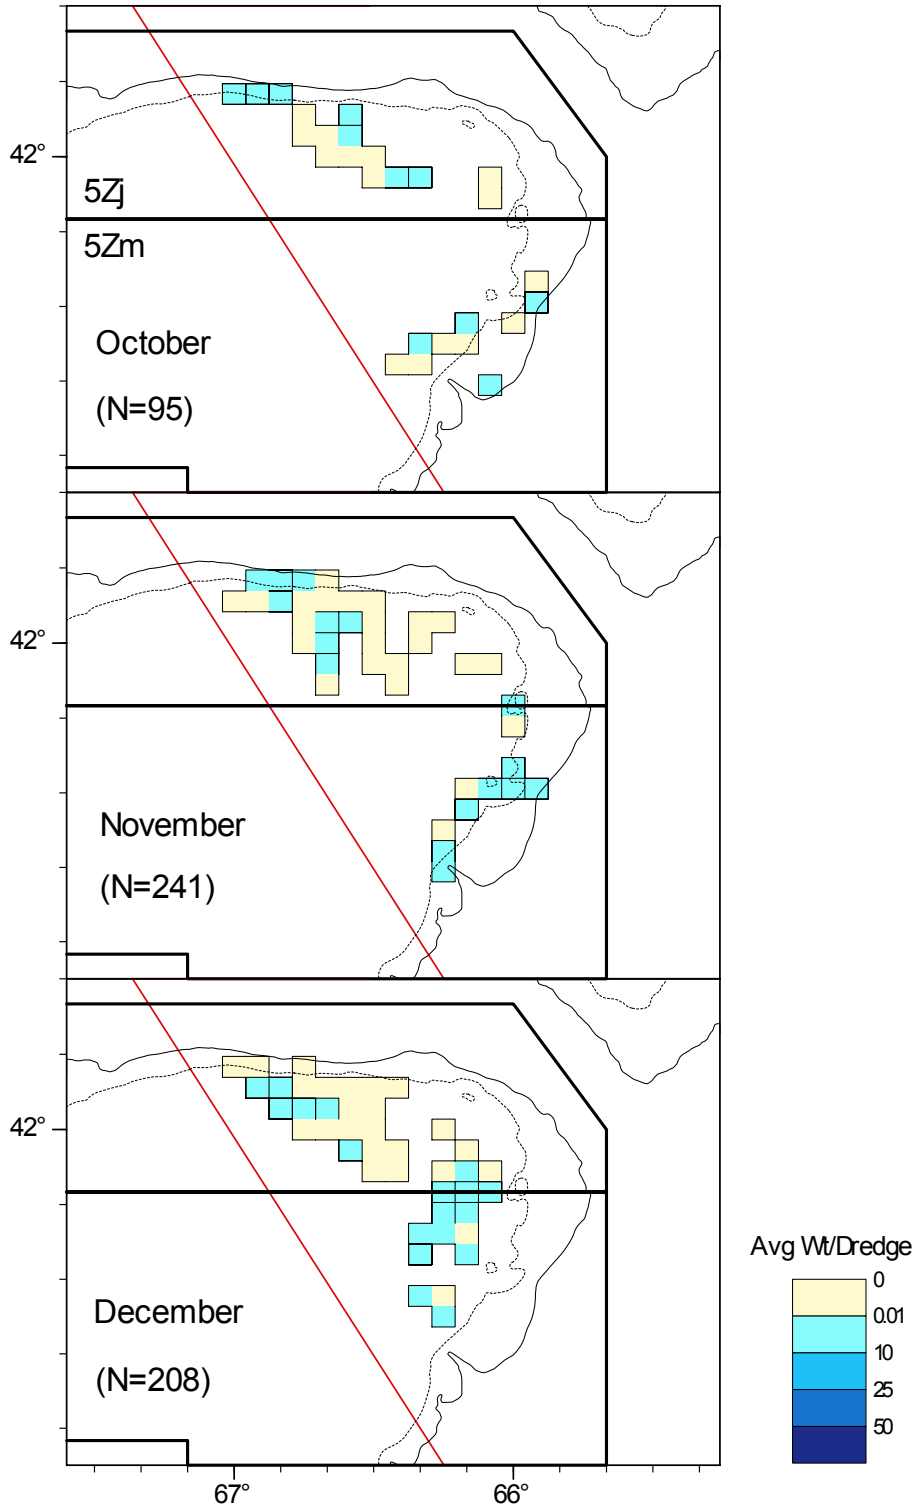 42°
5Zj
5Zm
October
(N=95)
42°
November
(N=241)
42°
December
(N=208)
67°
66°
Avg Wt/Dredge
0
0.01
10
25
50